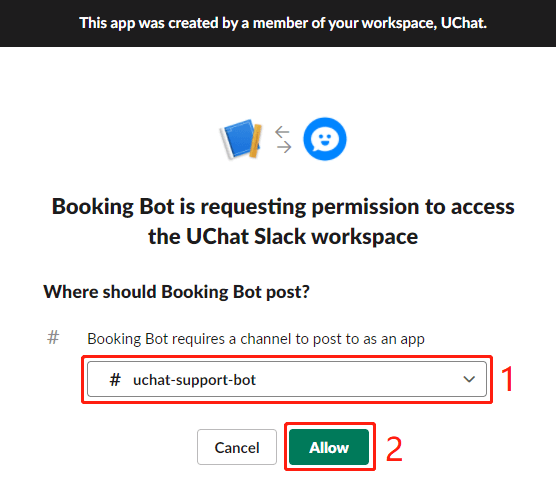 This app was created by a member of your workspace, UChat.
Booking Bot is requesting permission to access
the UChat Slack workspace
Where should Booking Bot post?
# Booking Bot requires a channel to post to as an app
# uchat-support-bot
1
Cancel
Allow
2